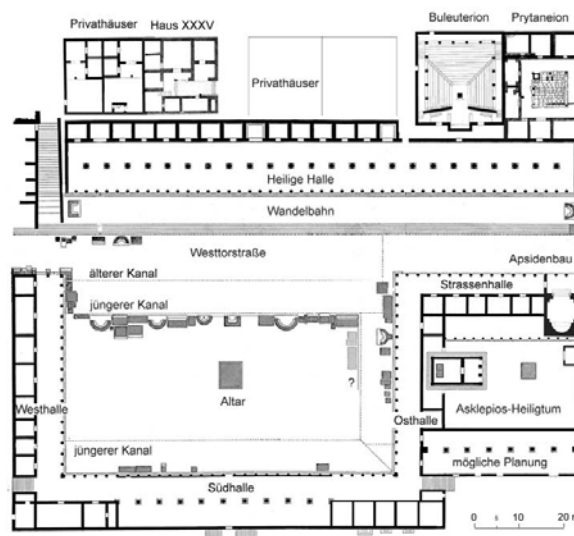 Privathäuser
Haus XXXV
Buleuterion
Prytaneion
Privathäuser
Heilige Halle
Wandelbahn
Westtorstraße
Apsidenbau
älterer Kanal
Strassenhalle
jüngerer Kanal
?
Westhalle
Altar
Osthalle
Asklepios-Heiligtum
jüngerer Kanal
mögliche Planung
Südhalle
0 s 10 20 m